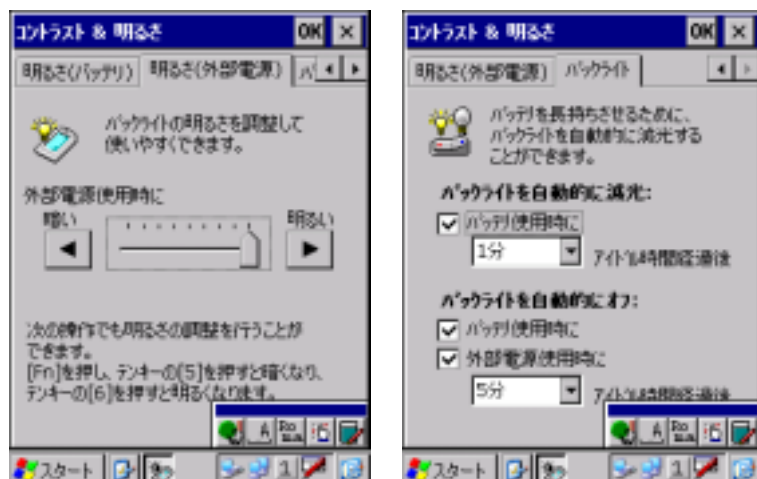 コントラスト & 明るさ
OK ×
明るさ(バッテリ)
明るさ(外部電源)
バックライトの明るさを調整して
使いやすくできます。
外部電源使用時に
暗い
明るい
次の操作でも明るさの調整を行うことが
できます。
[Fn]を押し、テンキーの[5]を押すと暗くなり、
テンキーの[6]を押すと明るくなります。
A
スタート
1
コントラスト & 明るさ
OK ×
明るさ(外部電源)
バックライト
バッテリを長持ちさせるために、
バックライトを自動的に減光する
ことができます。
バックライトを自動的に減光:
バッテリ使用時に
1分
アイドル時間経過後
バックライトを自動的にオフ:
バッテリ使用時に
外部電源使用時に
5分
アイドル時間経過後
A
スタート
1